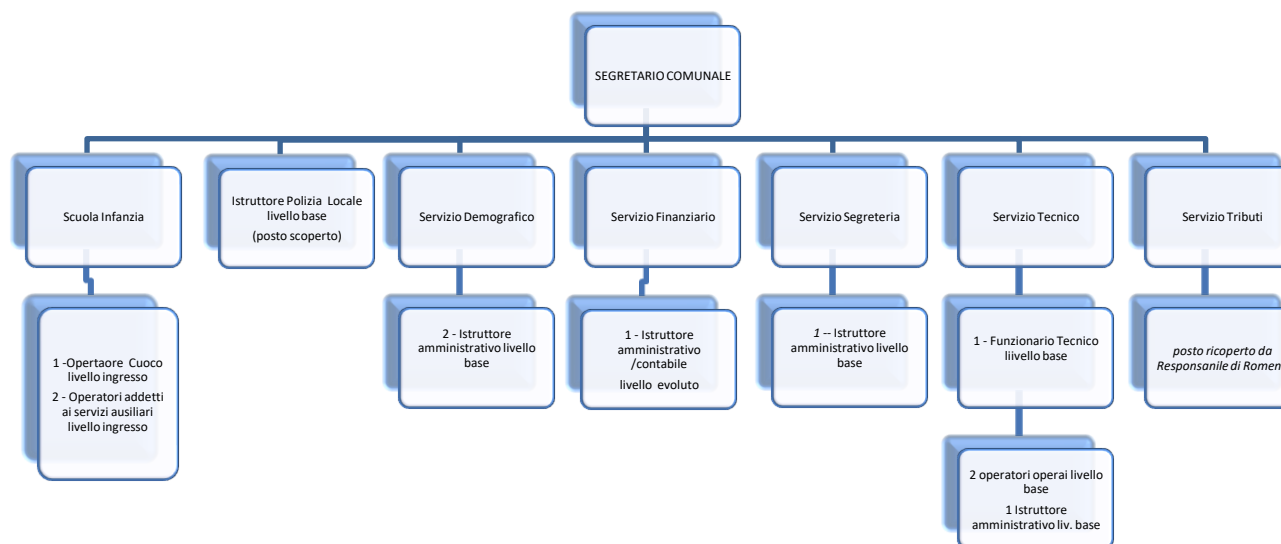 SEGRETARIO COMUNALE
Scuola Infanzia
Istruttore Polizia Locale
livello base
(posto scoperto)
Servizio Demografico
Servizio Finanziario
Servizio Segreteria
Servizio Tecnico
Servizio Tributi
1 -Opertaore Cuoco
livello ingresso
2 - Operatori addetti
ai servizi ausiliari
livello ingresso
2 - Istruttore
amministrativo livello
base
1 - Istruttore
amministrativo
/contabile
livello evoluto
1 -- Istruttore
amministrativo livello
base
1 - Funzionario Tecnico
liivello base
posto ricoperto da
Responsanile di Romeno
2 operatori operai livello
base
1 Istruttore
amministrativo liv. base